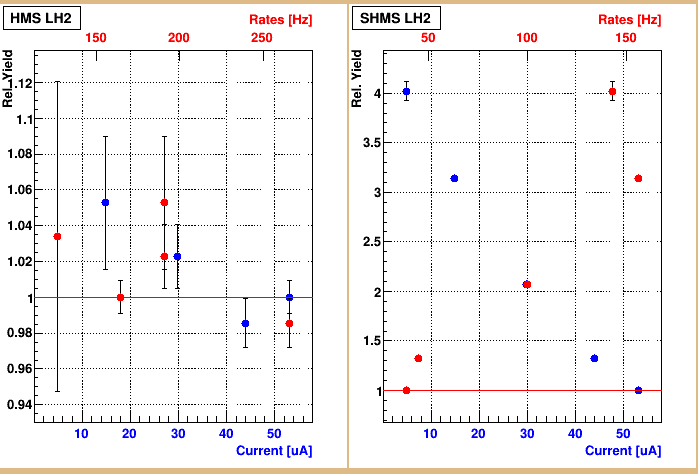 HMS LH2
Rates [Hz]
150 200 250
Rel. Yield
1.12
1.1
1.08
1.06
1.04
1.02
1
0.98
0.96
0.94
10 20 30 40 50
Current [uA]
SHMS LH2
Rates [Hz]
50 100 150
Rel. Yield
4
3.5
3
2.5
2
1.5
1
10 20 30 40 50
Current [uA]